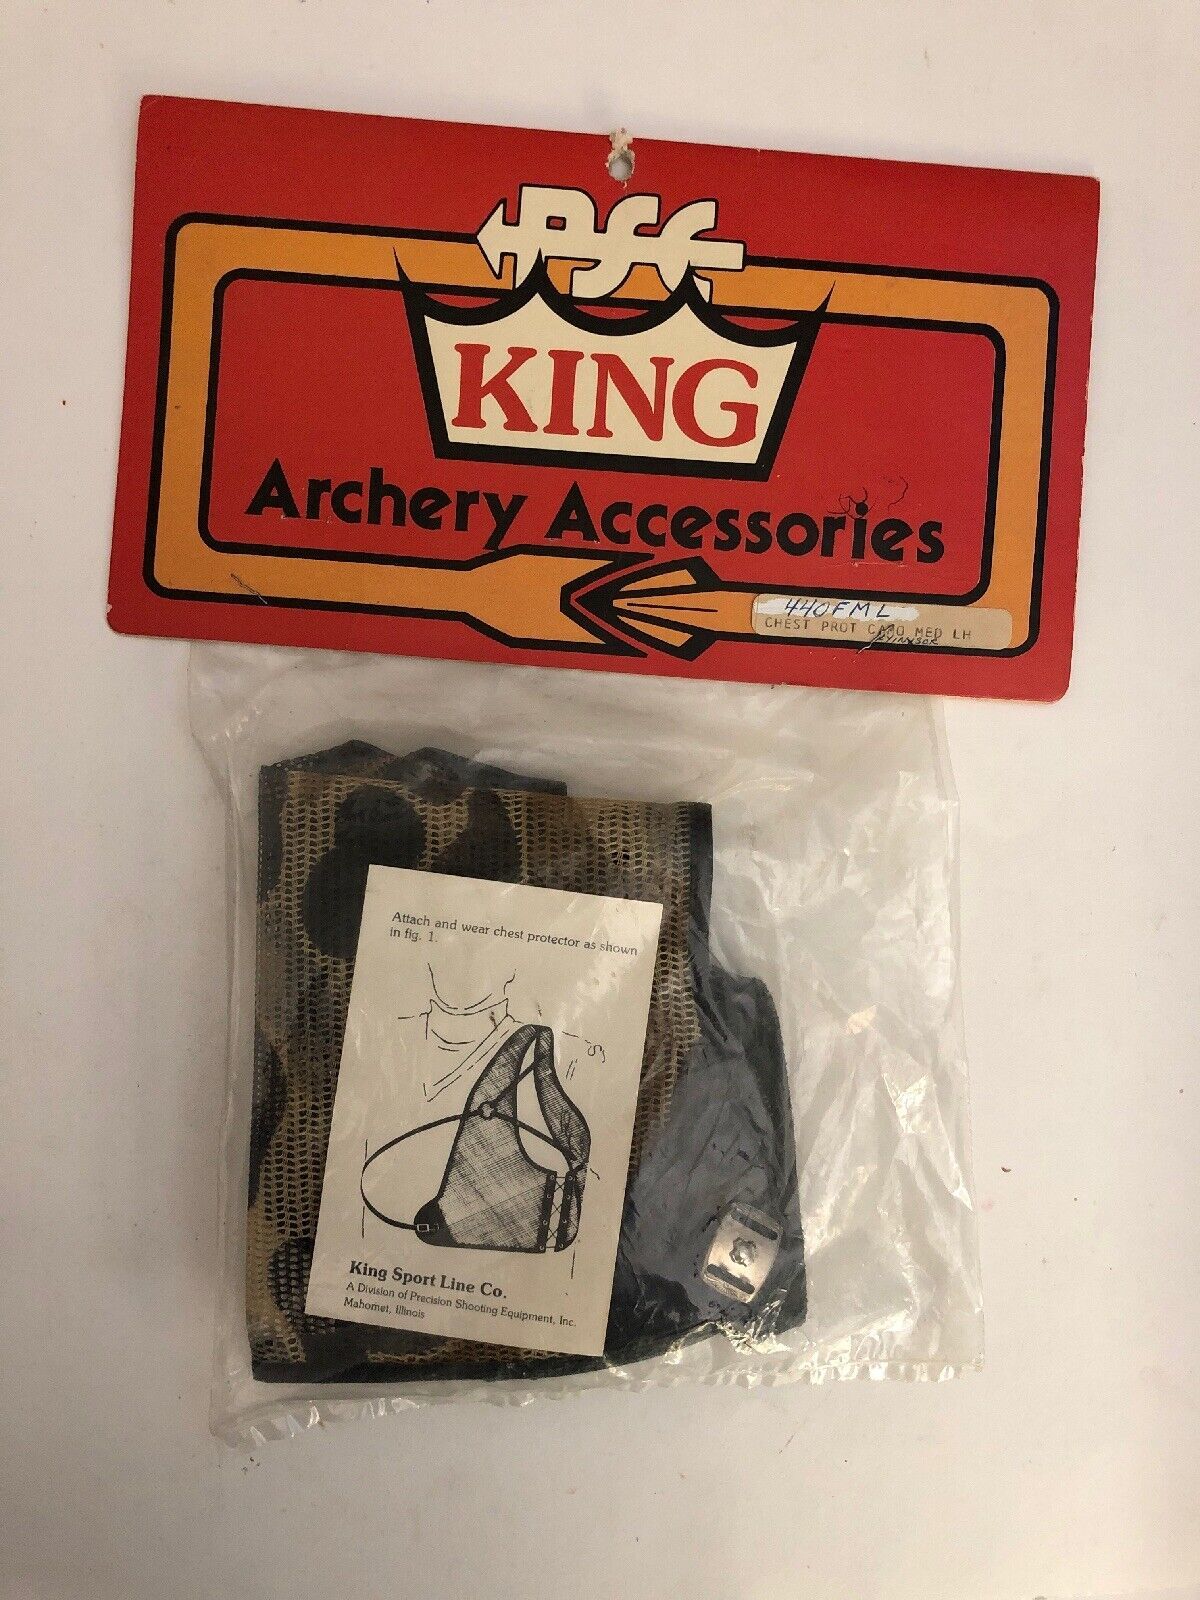 PSE
KING
Archery Accessories
440FML
CHEST PROT CAMO MED LH
Attach and wear chest protector as shown
in fig. 1.
King Sport Line Co.
A Division of Precision Shooting Equipment, Inc.
Mahomet, Illinois